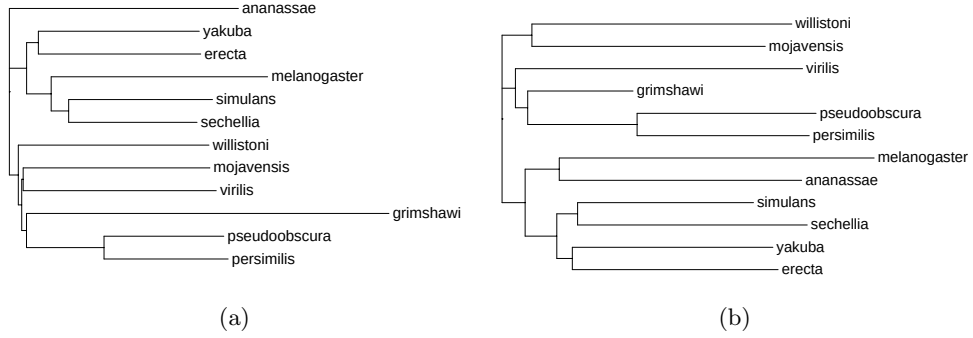 ananassae
yakuba
erecta
melanogaster
simulans
sechellia
willistoni
mojavensis
virilis
grimshawi
pseudoobscura
persimilis
(a)
willistoni
mojavensis
virilis
grimshawi
pseudoobscura
persimilis
melanogaster
ananassae
simulans
sechellia
yakuba
erecta
(b)